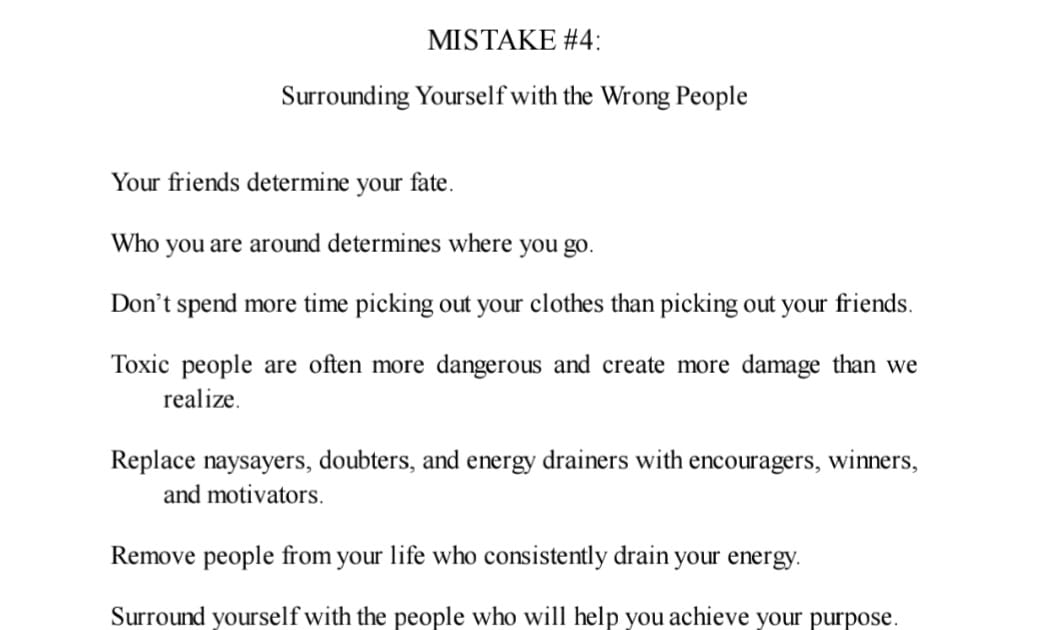 MISTAKE #4:
Surrounding Yourself with the Wrong People
Your friends determine your fate.
Who you are around determines where you go.
Don’t spend more time picking out your clothes than picking out your friends.
Toxic people are often more dangerous and create more damage than we
realize.
Replace naysayers, doubters, and energy drainers with encouragers, winners,
and motivators.
Remove people from your life who consistently drain your energy.
Surround yourself with the people who will help you achieve your purpose.